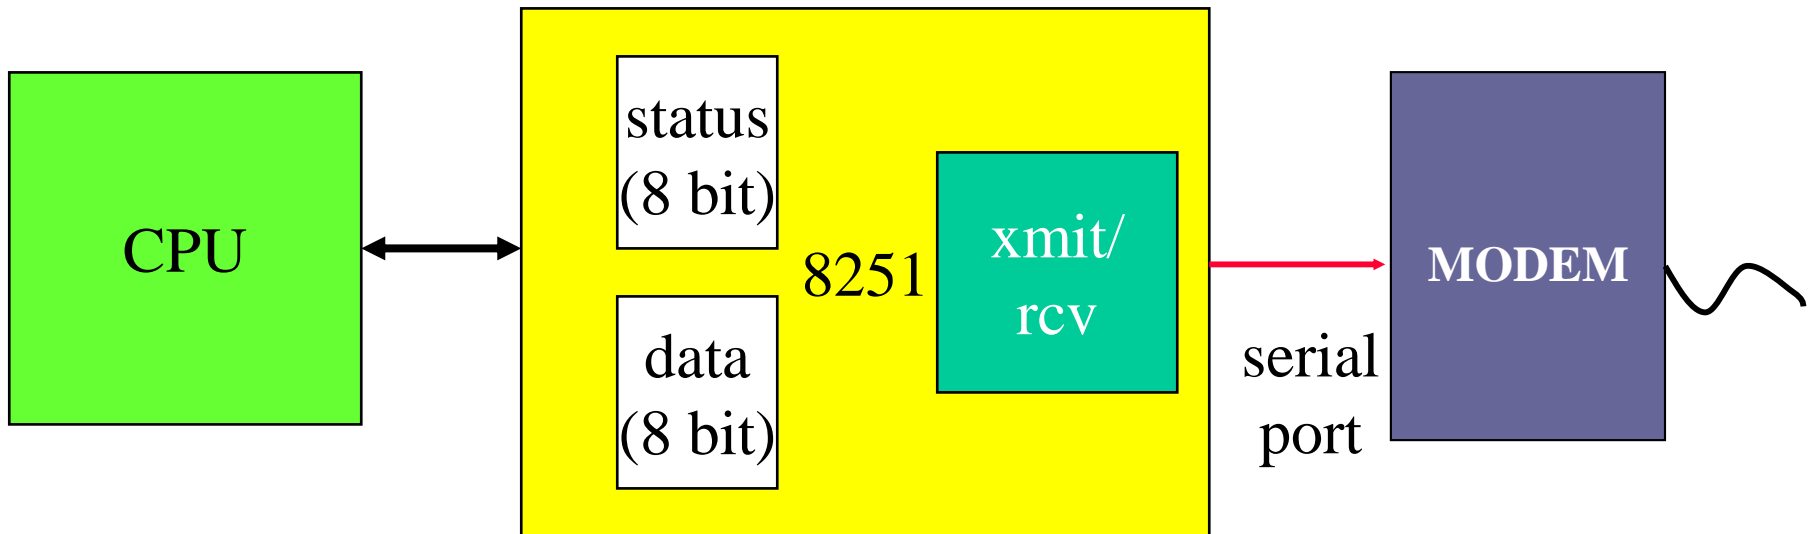 CPU
status
(8 bit)
data
(8 bit)
8251
xmit/
rcv
serial
port
MODEM